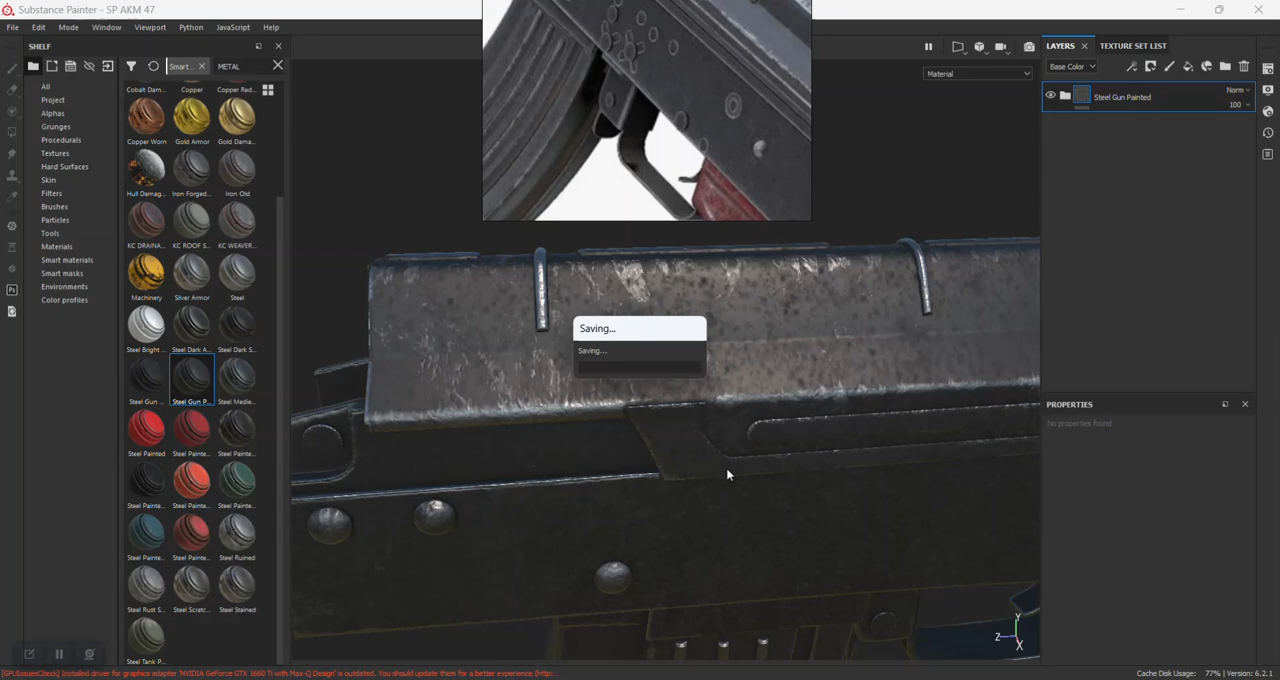 Substance Painter - SP AKM 47
File Edit Mode Window Viewport Python JavaScript Help
SHELF
LAYERS TEXTURE SET LIST
Smart... METAL
Material
Base Color
All
Project
Alphas
Grunges
Procedurals
Textures
Hard Surfaces
Skin
Filters
Brushes
Particles
Tools
Materials
Smart materials
Smart masks
Environments
Color profiles
Cobalt Dam... Copper Copper Red...
Copper Worn Gold Armor Gold Dama...
Hull Damag... Iron Forged... Iron Old
KC DRAINA... KC ROOF S... KC WEAVER...
Machinery Silver Armor Steel
Steel Bright ... Steel Dark A... Steel Dark S...
Steel Gun ... Steel Gun P... Steel Medie...
Steel Painted Steel Painte... Steel Painte...
Steel Painte... Steel Painte... Steel Painte...
Steel Painte... Steel Painte... Steel Ruined
Steel Rust S... Steel Scratc... Steel Stained
Steel Tank P...
Saving...
Saving...
Steel Gun Painted
Norm
100
PROPERTIES
No properties found
Ps
Y
Z
X
[GPUIssuesCheck] Installed driver for graphics adapter 'NVIDIA GeForce GTX 1660 Ti with Max-Q Design' is outdated. You should update them for a better experience (http:...
Cache Disk Usage: 77% | Version: 6.2.1